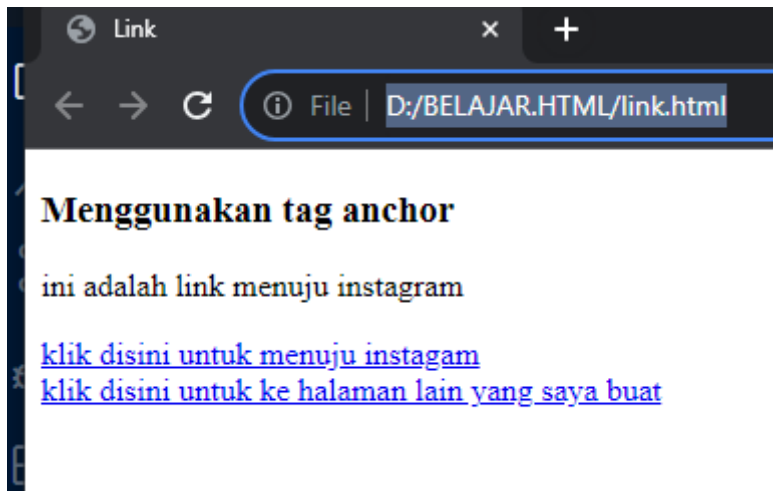 Link
File D:/BELAJAR.HTML/link.html
Menggunakan tag anchor
ini adalah link menuju instagram
klik disini untuk menuju instagam
klik disini untuk ke halaman lain yang saya buat